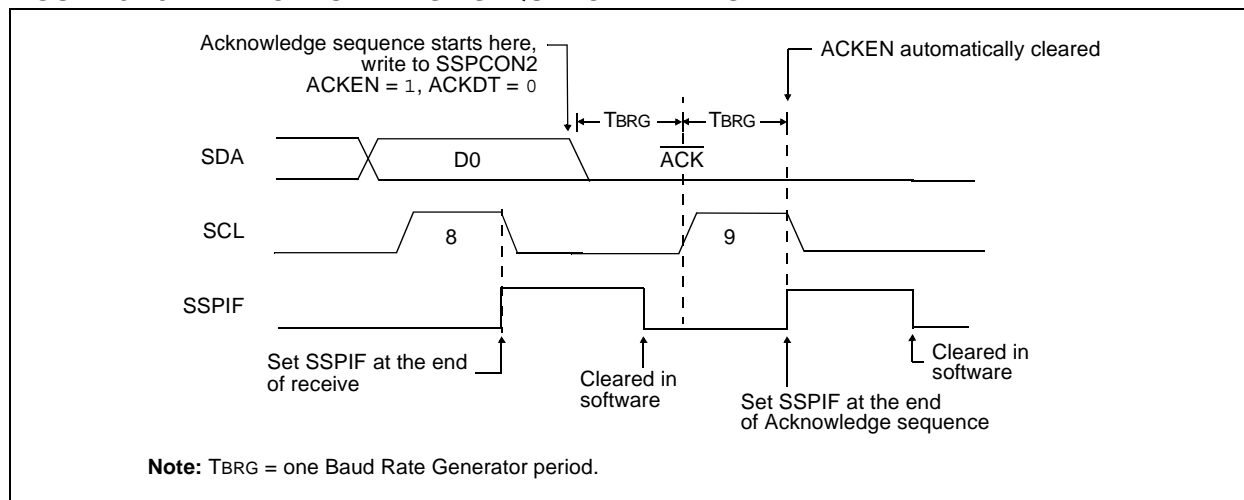 Acknowledge sequence starts here,
write to SSPCON2
ACKEN = 1, ACKDT = 0
ACKEN automatically cleared
TBRG
TBRG
SDA
D0
ACK
SCL
8
9
SSPIF
Set SSPIF at the end
of receive
Cleared in
software
Set SSPIF at the end
of Acknowledge sequence
Cleared in
software
Note: TBRG = one Baud Rate Generator period.